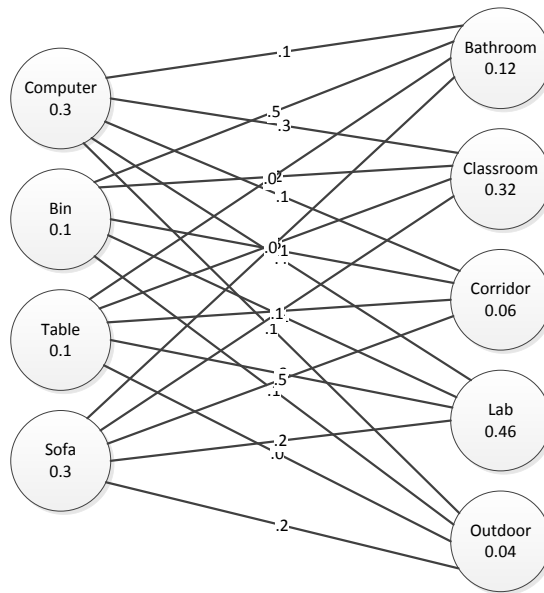 Computer
0.3
Bin
0.1
Table
0.1
Sofa
0.3
Bathroom
0.12
Classroom
0.32
Corridor
0.06
Lab
0.46
Outdoor
0.04
.1
.5
.3
.1
.0
.1
.1
.5
.2
.2